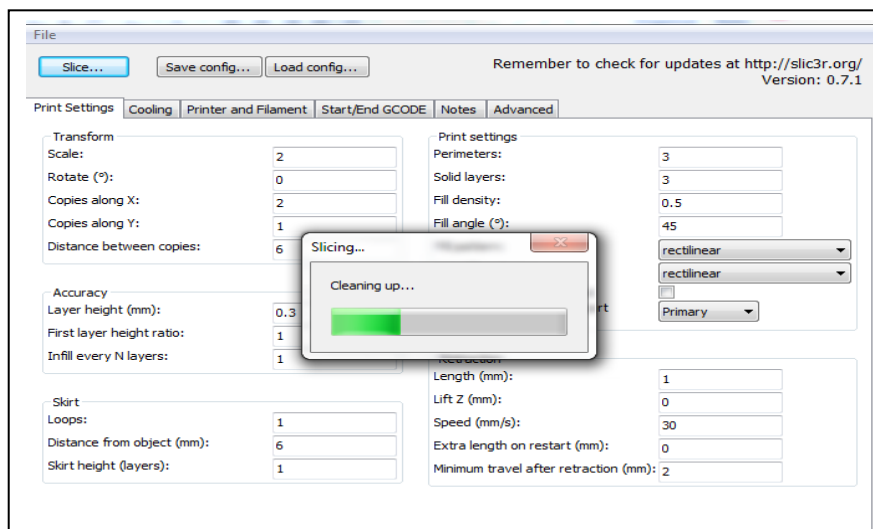 File
Slice...
Save config...
Load config...
Remember to check for updates at http://slic3r.org/
Version: 0.7.1
Print Settings
Cooling
Printer and Filament
Start/End GCODE
Notes
Advanced
Transform
Scale: 2
Rotate (°): 0
Copies along X: 2
Copies along Y: 1
Distance between copies: 6
Accuracy
Layer height (mm): 0.3
First layer height ratio: 1
Infill every N layers: 1
Skirt
Loops: 1
Distance from object (mm): 6
Skirt height (layers): 1
Print settings
Perimeters: 3
Solid layers: 3
Fill density: 0.5
Fill angle (°): 45
rectilinear
rectilinear
Primary
Retraction
Length (mm): 1
Lift Z (mm): 0
Speed (mm/s): 30
Extra length on restart (mm): 0
Minimum travel after retraction (mm): 2
Slicing...
Cleaning up...